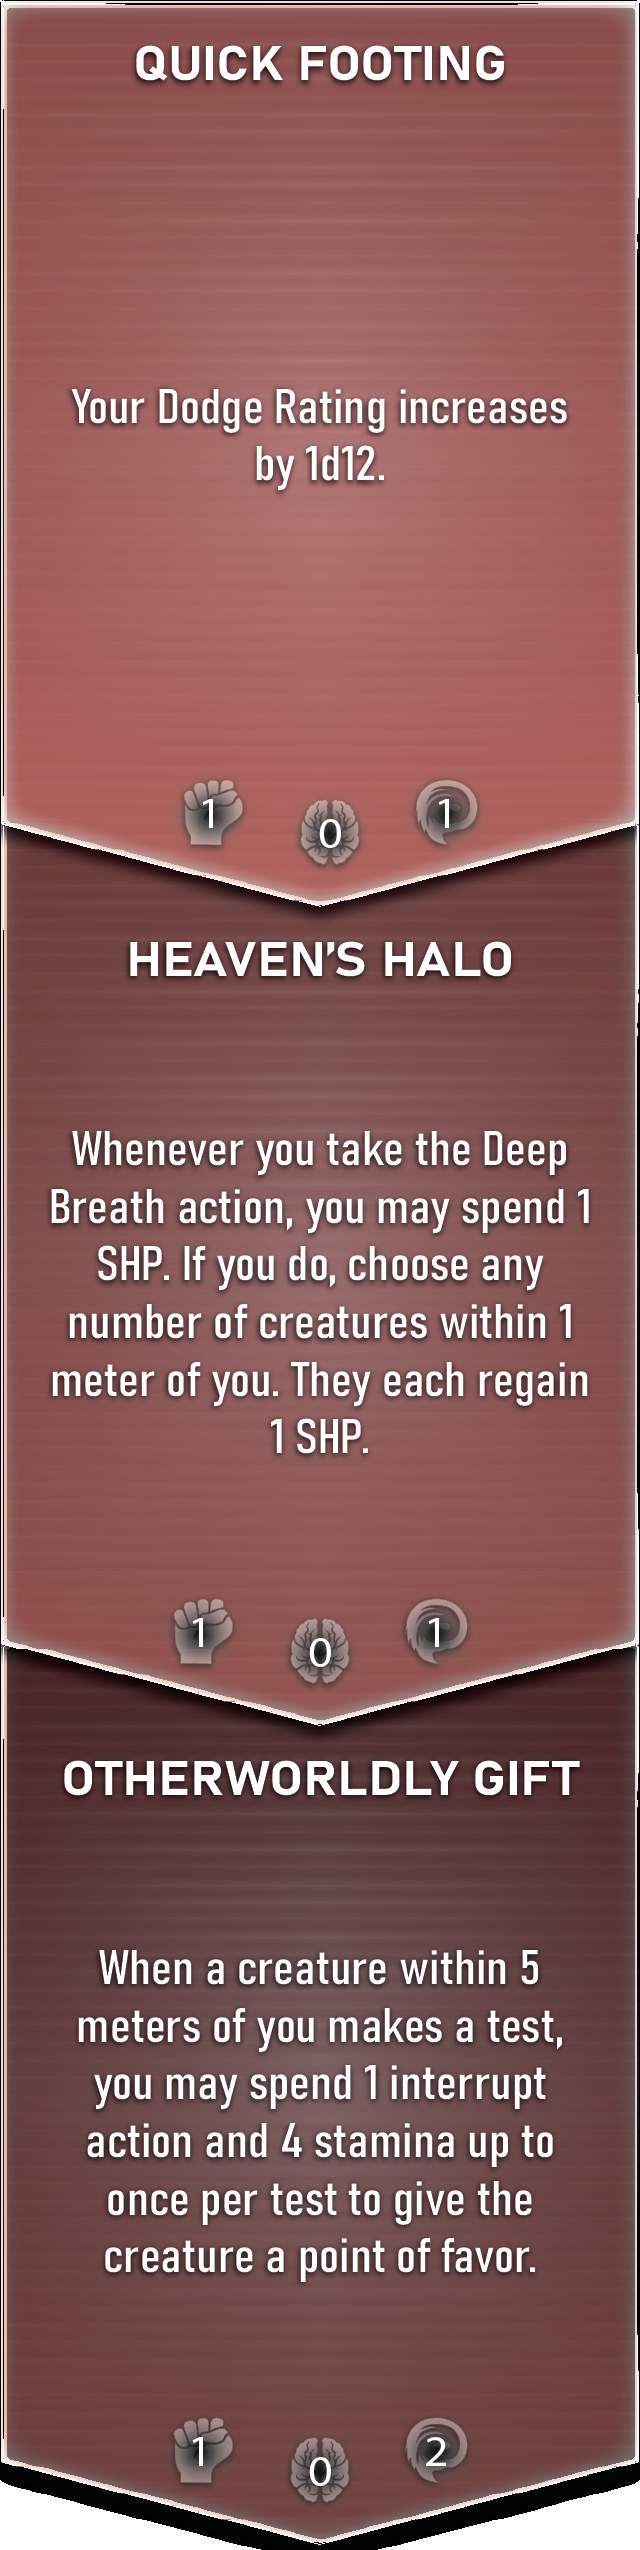 QUICK FOOTING
Your Dodge Rating increases
by 1d12.
1
0
1
HEAVEN'S HALO
Whenever you take the Deep
Breath action, you may spend 1
SHP. If you do, choose any
number of creatures within 1
meter of you. They each regain
1 SHP.
1
0
1
OTHERWORLDLY GIFT
When a creature within 5
meters of you makes a test,
you may spend 1 interrupt
action and 4 stamina up to
once per test to give the
creature a point of favor.
1
0
2